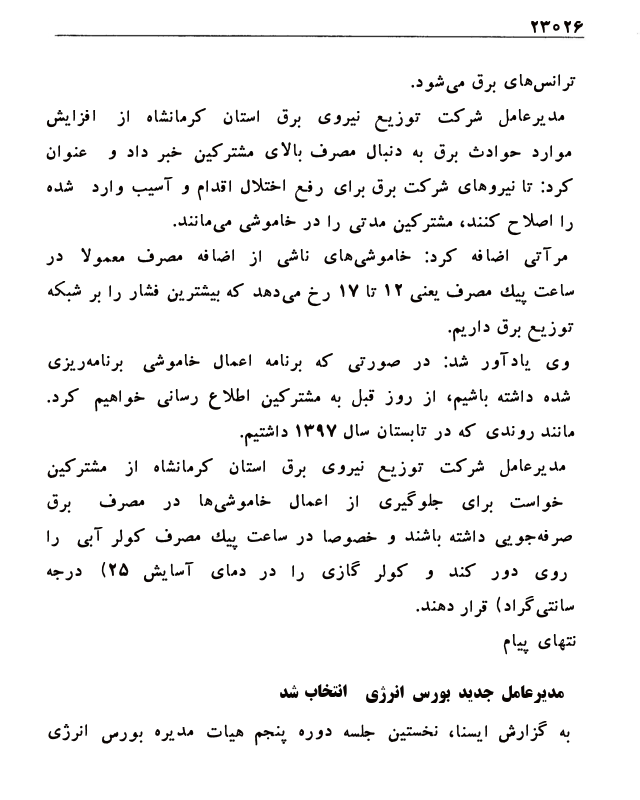 ۲۳۰۲۶
ترانس‌های برق می‌شود.
مدیرعامل شرکت توزیع نیروی برق استان کرمانشاه از افزایش
موارد حوادث برق به دنبال مصرف بالای مشترکین خبر داد و عنوان
کرد: تا نیروهای شرکت برق برای رفع اختلال اقدام و آسیب وارد شده
را اصلاح کنند، مشترکین مدتی را در خاموشی می‌مانند.
مرآتی اضافه کرد: خاموشی‌های ناشی از اضافه مصرف معمولا در
ساعت پیك مصرف یعنی ۱۲ تا ۱۷ رخ می‌دهد که بیشترین فشار را بر شبکه
توزیع برق داریم.
وی یادآور شد: در صورتی که برنامه اعمال خاموشی برنامه‌ریزی
شده داشته باشیم، از روز قبل به مشترکین اطلاع رسانی خواهیم کرد.
مانند روندی که در تابستان سال ۱۳۹۷ داشتیم.
مدیرعامل شرکت توزیع نیروی برق استان کرمانشاه از مشترکین
خواست برای جلوگیری از اعمال خاموشی‌ها در مصرف برق
صرفه‌جویی داشته باشند و خصوصا در ساعت پیك مصرف کولر آبی را
روی دور کند و کولر گازی را در دمای آسایش ۲۵) درجه
سانتی‌گراد) قرار دهند.
نتهای پیام
مدیرعامل جدید بورس انرژی انتخاب شد
به گزارش ایسنا، نخستین جلسه دوره پنجم هیات مدیره بورس انرژی